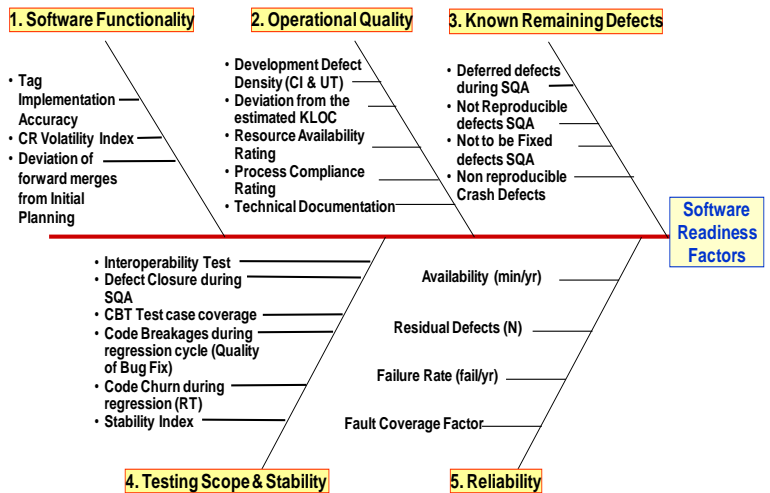 1. Software Functionality
• Tag
Implementation
Accuracy
• CR Volatility Index
• Deviation of
forward merges
from Initial
Planning
2. Operational Quality
• Development Defect
Density (CI & UT)
• Deviation from the
estimated KLOC
• Resource Availability
Rating
• Process Compliance
Rating
• Technical Documentation
3. Known Remaining Defects
• Deferred defects
during SQA
• Not Reproducible
defects SQA
• Not to be Fixed
defects SQA
• Non reproducible
Crash Defects
Software
Readiness
Factors
• Interoperability Test
• Defect Closure during
SQA
• CBT Test case coverage
• Code Breakages during
regression cycle (Quality
of Bug Fix)
• Code Churn during
regression (RT)
• Stability Index
4. Testing Scope & Stability
Availability (min/yr)
Residual Defects (N)
Failure Rate (fail/yr)
Fault Coverage Factor
5. Reliability